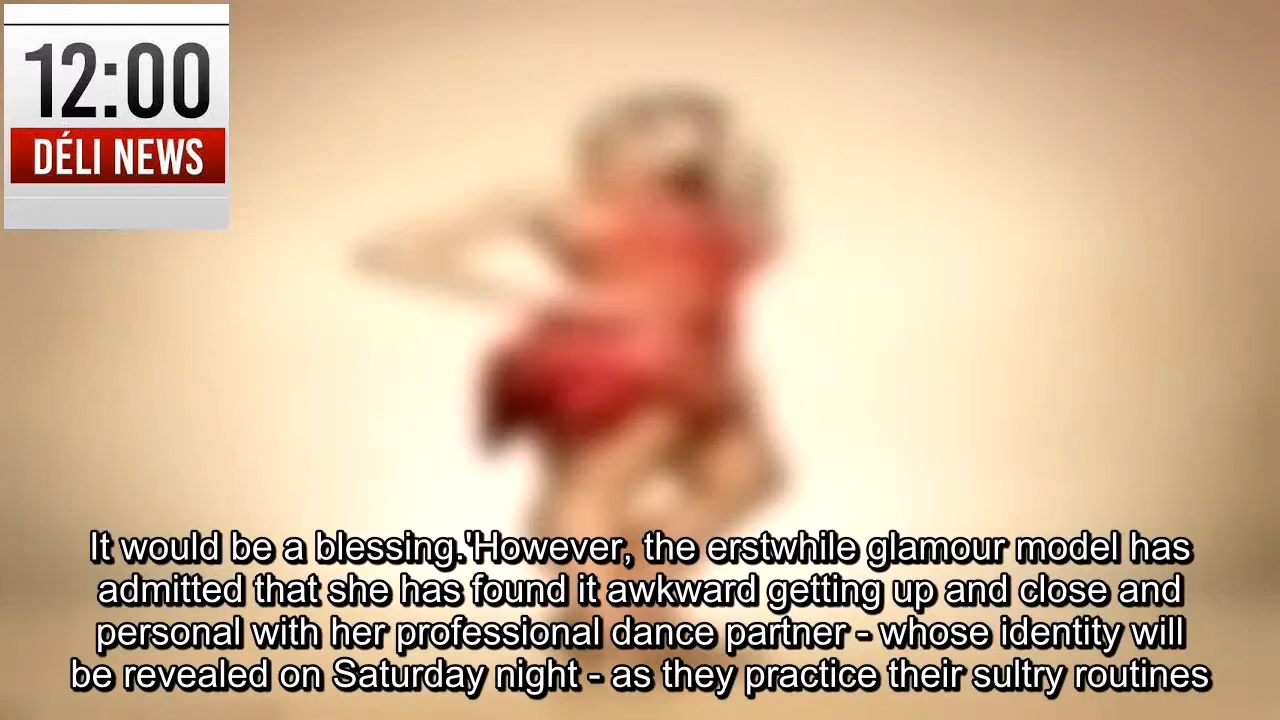 12:00
DÉLI NEWS
It would be a blessing.'However, the erstwhile glamour model has
admitted that she has found it awkward getting up and close and
personal with her professional dance partner - whose identity will
be revealed on Saturday night - as they practice their sultry routines